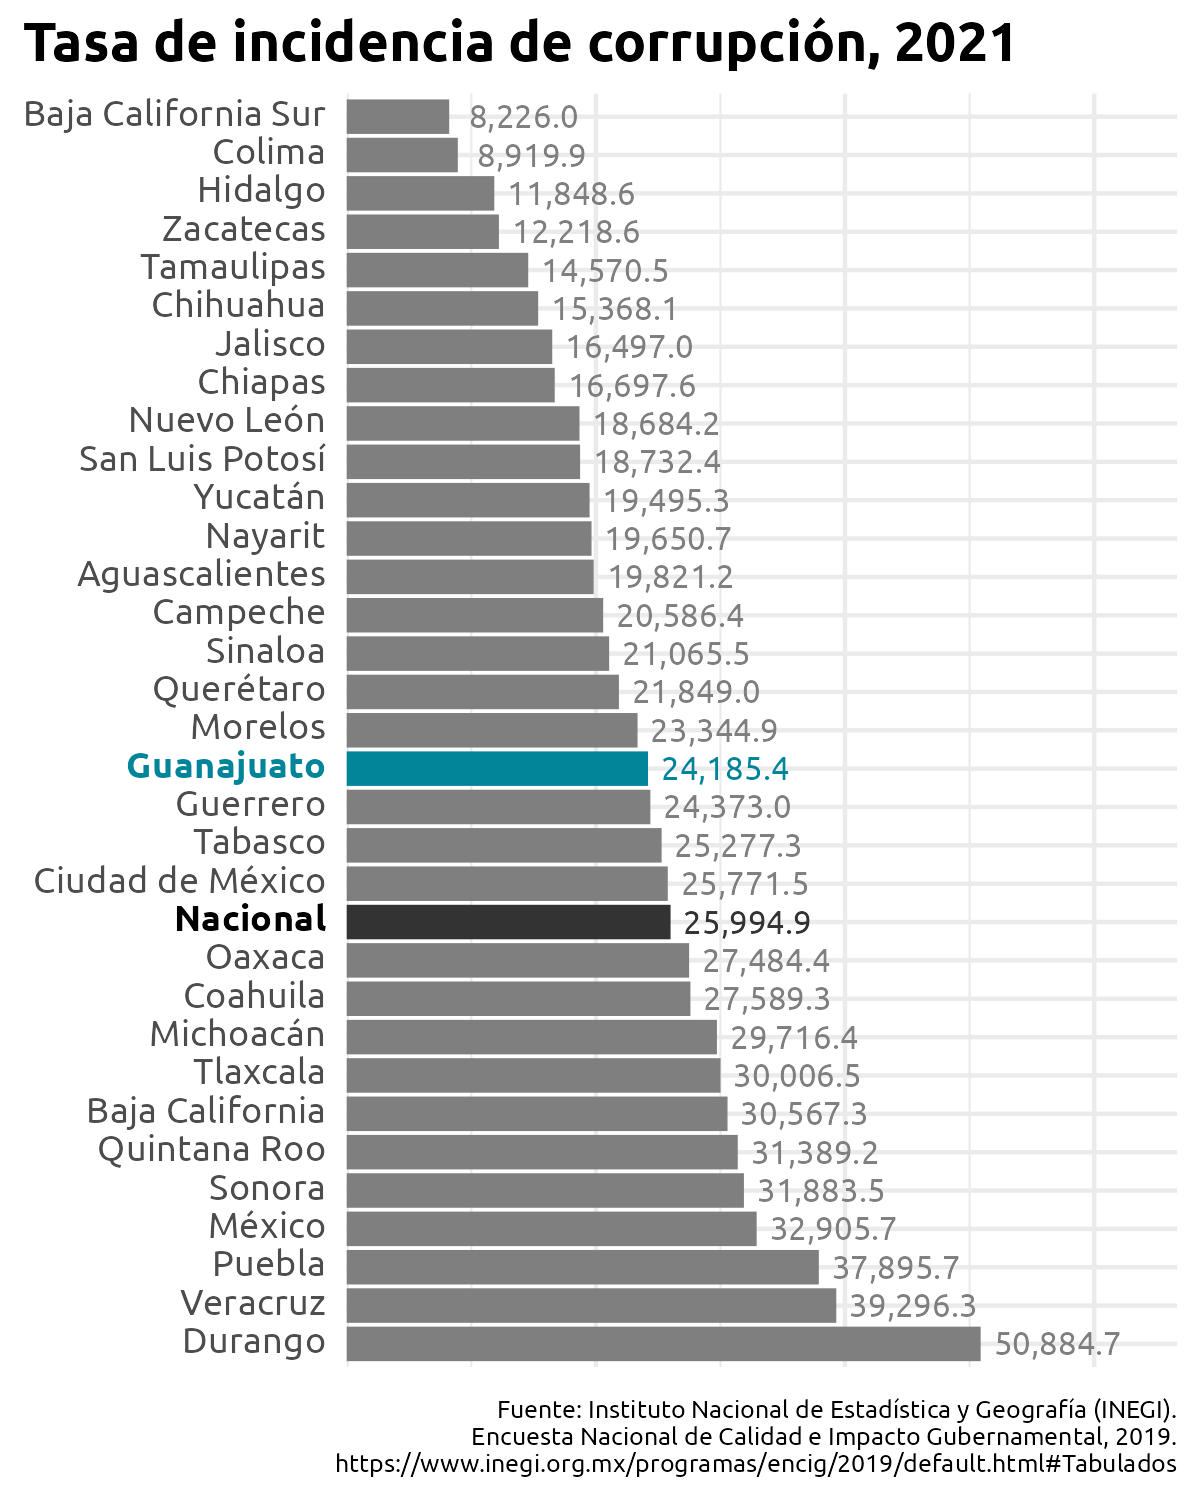 Tasa de incidencia de corrupción, 2021
Baja California Sur 8,226.0
Colima 8,919.9
Hidalgo 11,848.6
Zacatecas 12,218.6
Tamaulipas 14,570.5
Chihuahua 15,368.1
Jalisco 16,497.0
Chiapas 16,697.6
Nuevo León 18,684.2
San Luis Potosí 18,732.4
Yucatán 19,495.3
Nayarit 19,650.7
Aguascalientes 19,821.2
Campeche 20,586.4
Sinaloa 21,065.5
Querétaro 21,849.0
Morelos 23,344.9
Guanajuato 24,185.4
Guerrero 24,373.0
Tabasco 25,277.3
Ciudad de México 25,771.5
Nacional 25,994.9
Oaxaca 27,484.4
Coahuila 27,589.3
Michoacán 29,716.4
Tlaxcala 30,006.5
Baja California 30,567.3
Quintana Roo 31,389.2
Sonora 31,883.5
México 32,905.7
Puebla 37,895.7
Veracruz 39,296.3
Durango 50,884.7
Fuente: Instituto Nacional de Estadística y Geografía (INEGI).
Encuesta Nacional de Calidad e Impacto Gubernamental, 2019.
https://www.inegi.org.mx/programas/encig/2019/default.html#Tabulados